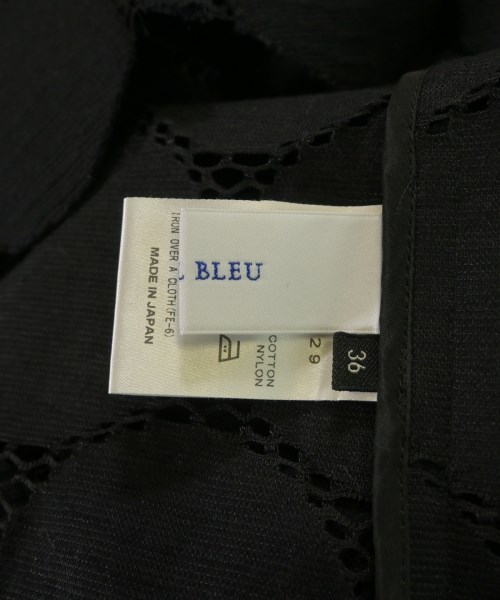 BLEU
36
29
COTTON
NYLON
IRON OVER A CLOTH(FE-6)
MADE IN JAPAN